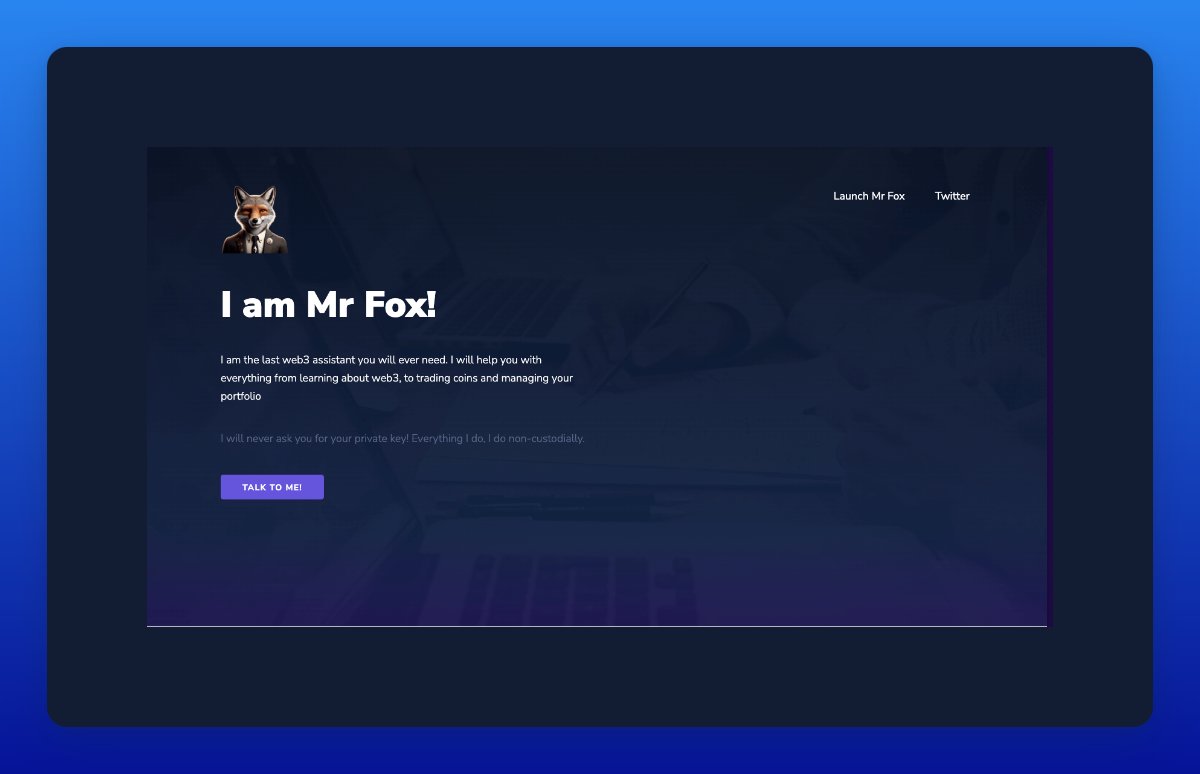 Launch Mr Fox
Twitter
I am Mr Fox!
I am the last web3 assistant you will ever need. I will help you with
everything from learning about web3, to trading coins and managing your
portfolio
I will never ask you for your private key! Everything I do, I do non-custodially.
TALK TO ME!